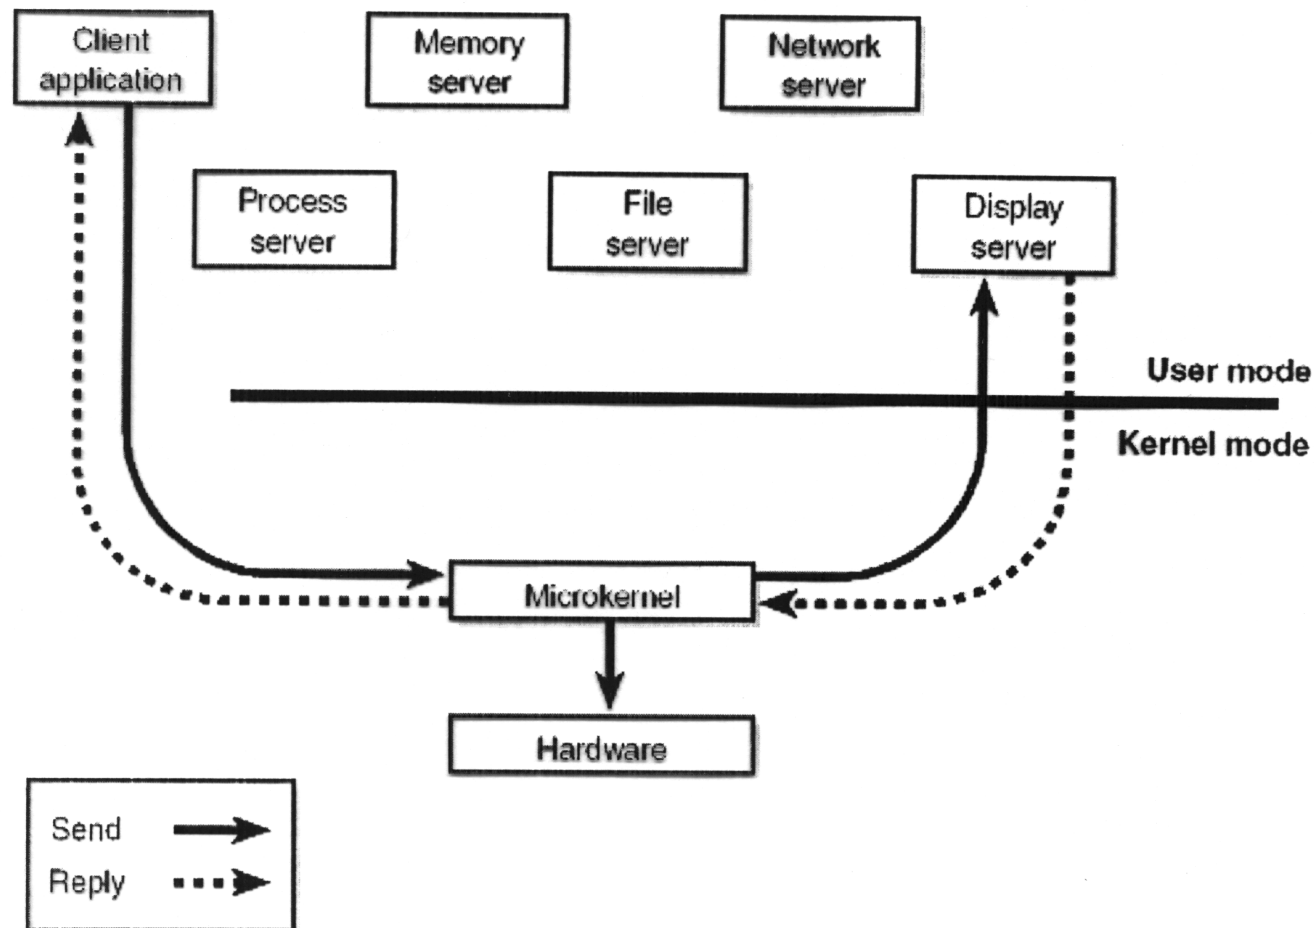 Client
application
Memory
server
Network
server
Process
server
File
server
Display
server
User mode
Kernel mode
Microkernel
Hardware
Send
Reply